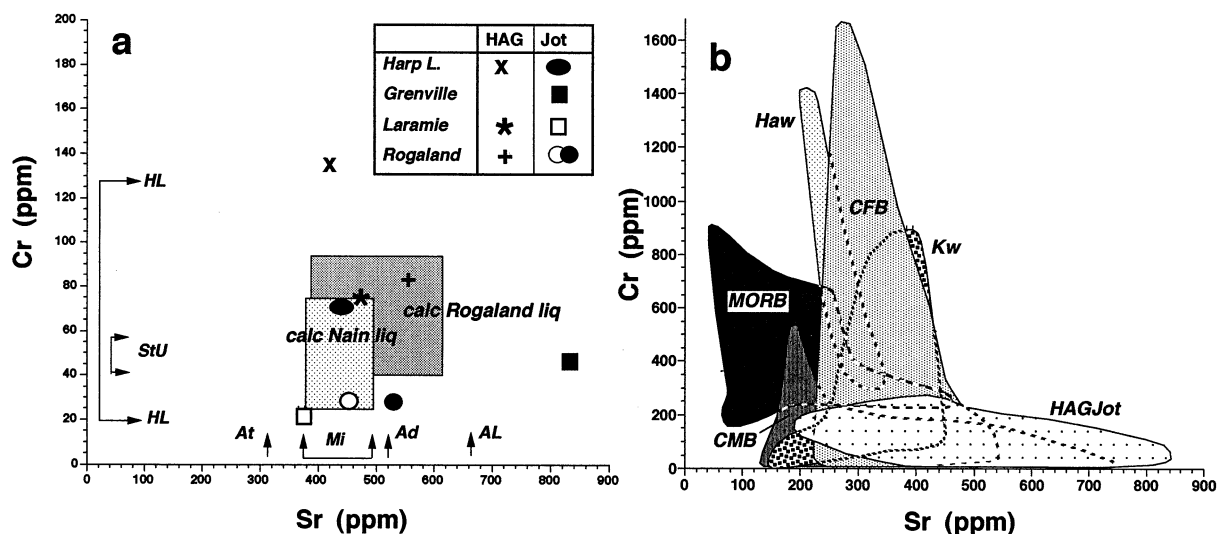 a
HAG Jot
Harp L. X
Grenville
Laramie *
Rogaland +
200
180
160
140
120
100
80
60
40
20
0
Cr (ppm)
X
HL
StU
HL
calc Rogaland liq
calc Nain liq
At Mi Ad AL
0 100 200 300 400 500 600 700 800 900
Sr (ppm)
b
1600
1400
1200
1000
800
600
400
200
0
Cr (ppm)
Haw
CFB
Kw
MORB
CMB
HAGJot
0 100 200 300 400 500 600 700 800 900
Sr (ppm)